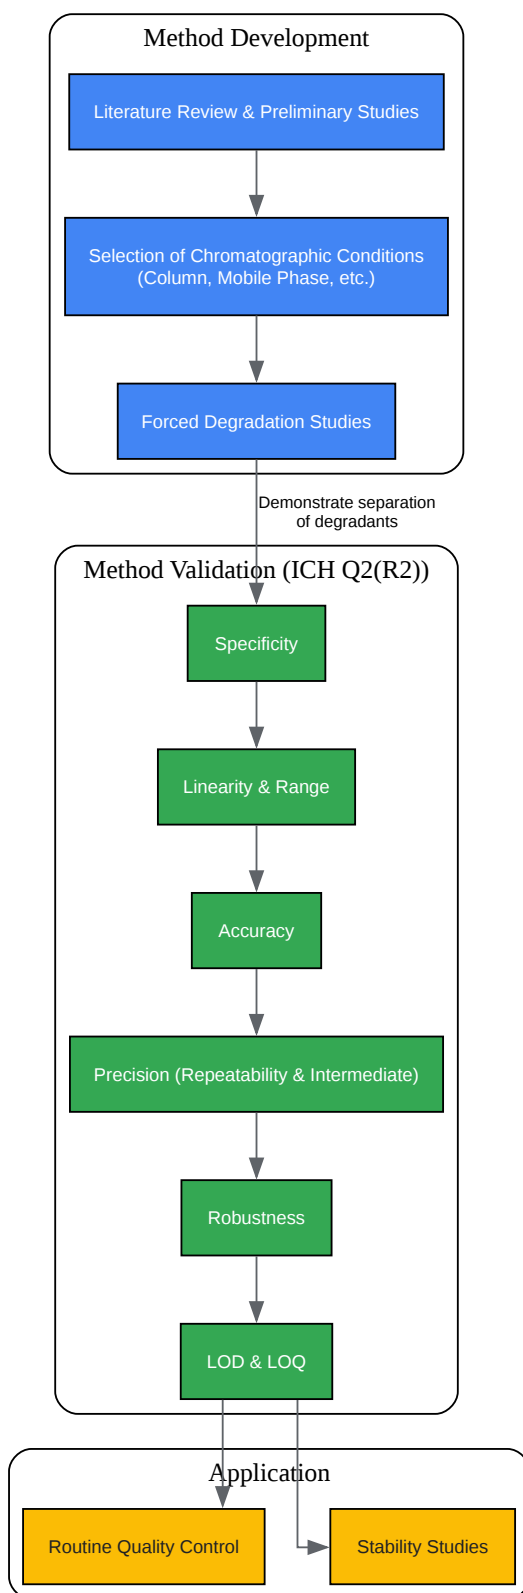 Method Development
Literature Review & Preliminary Studies
Selection of Chromatographic Conditions
(Column, Mobile Phase, etc.)
Forced Degradation Studies
Demonstrate separation
of degradants
Method Validation (ICH Q2(R2))
Specificity
Linearity & Range
Accuracy
Precision (Repeatability & Intermediate)
Robustness
LOD & LOQ
Application
Routine Quality Control
Stability Studies